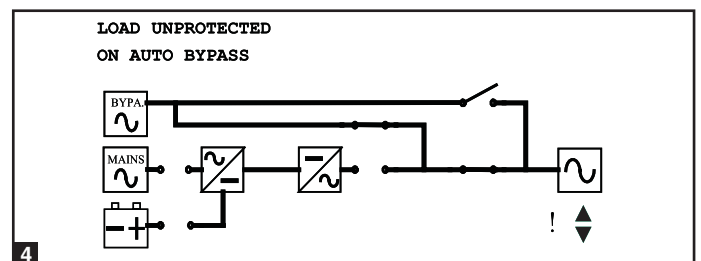 LOAD UNPROTECTED
ON AUTO BYPASS
BYPA.
MAINS
!
4